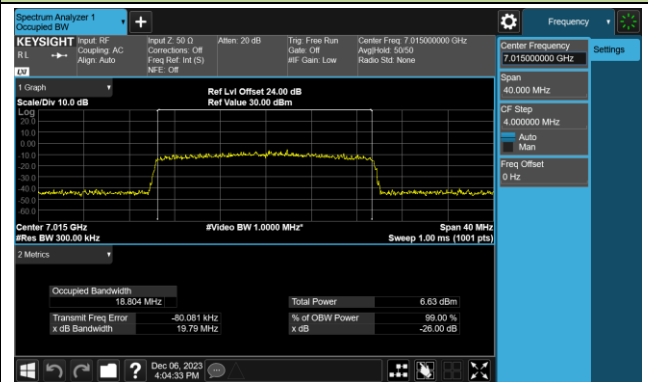 Spectrum Analyzer 1
Occupied BW
Frequency
KEYSIGHT
Input: RF
Input Z: 50 Ω
Atten: 20 dB
Trig: Free Run
Center Freq: 7.015000000 GHz
RL
Coupling: AC
Corrections: Off
Gate: Off
Avg|Hold: 50/50
Align: Auto
Freq Ref: Int (S)
#IF Gain: Low
Radio Std: None
NFE: Off
LXI
Center Frequency
7.015000000 GHz
Settings
Span
40.000 MHz
CF Step
4.000000 MHz
Auto
Man
Freq Offset
0 Hz
1 Graph
Ref Lvl Offset 24.00 dB
Scale/Div 10.0 dB
Ref Value 30.00 dBm
Log
20.0
10.0
0.00
-10.0
-20.0
-30.0
-40.0
-50.0
-60.0
Center 7.015 GHz
#Video BW 1.0000 MHz*
Span 40 MHz
#Res BW 300.00 kHz
Sweep 1.00 ms (1001 pts)
2 Metrics
Occupied Bandwidth
18.804 MHz
Total Power
6.63 dBm
Transmit Freq Error
-80.081 kHz
% of OBW Power
99.00 %
x dB Bandwidth
19.79 MHz
x dB
-26.00 dB
Dec 06, 2023
4:04:33 PM